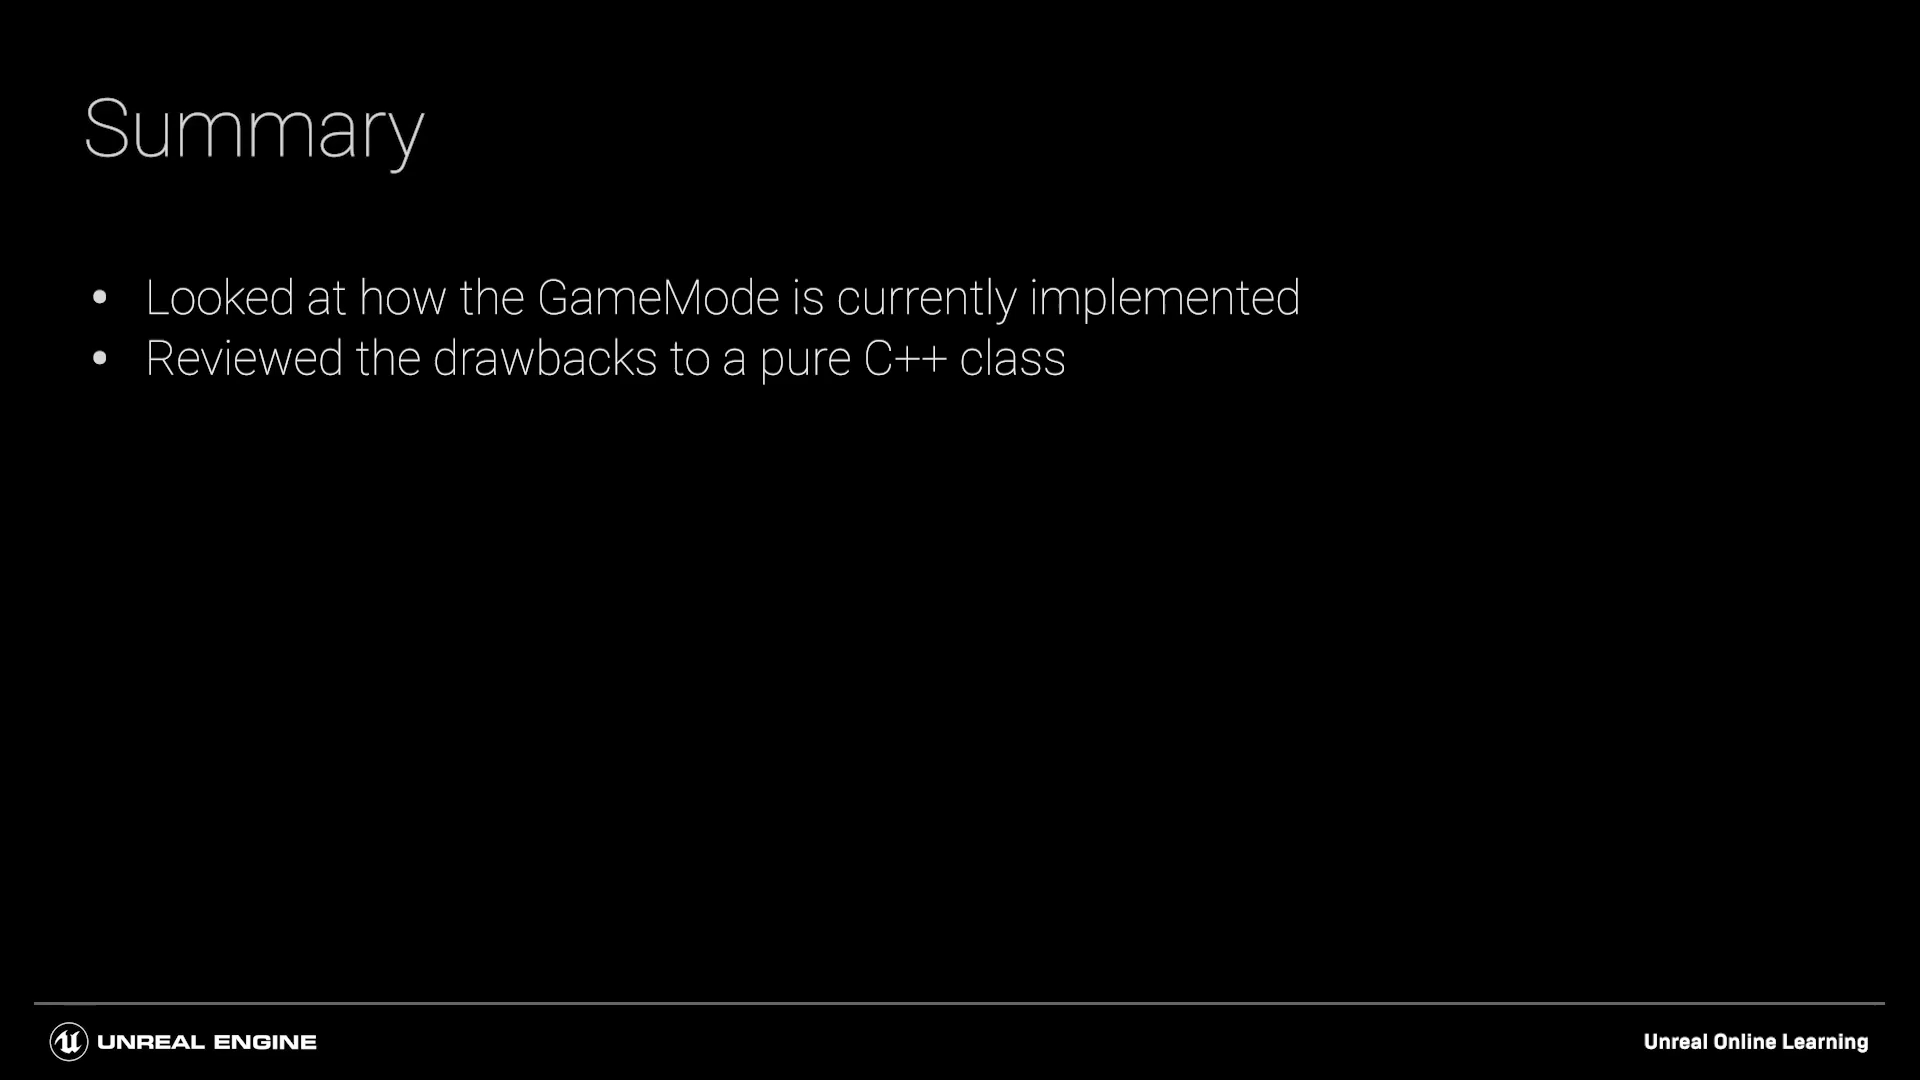 Summary
• Looked at how the GameMode is currently implemented
• Reviewed the drawbacks to a pure C++ class
UNREAL ENGINE
Unreal Online Learning